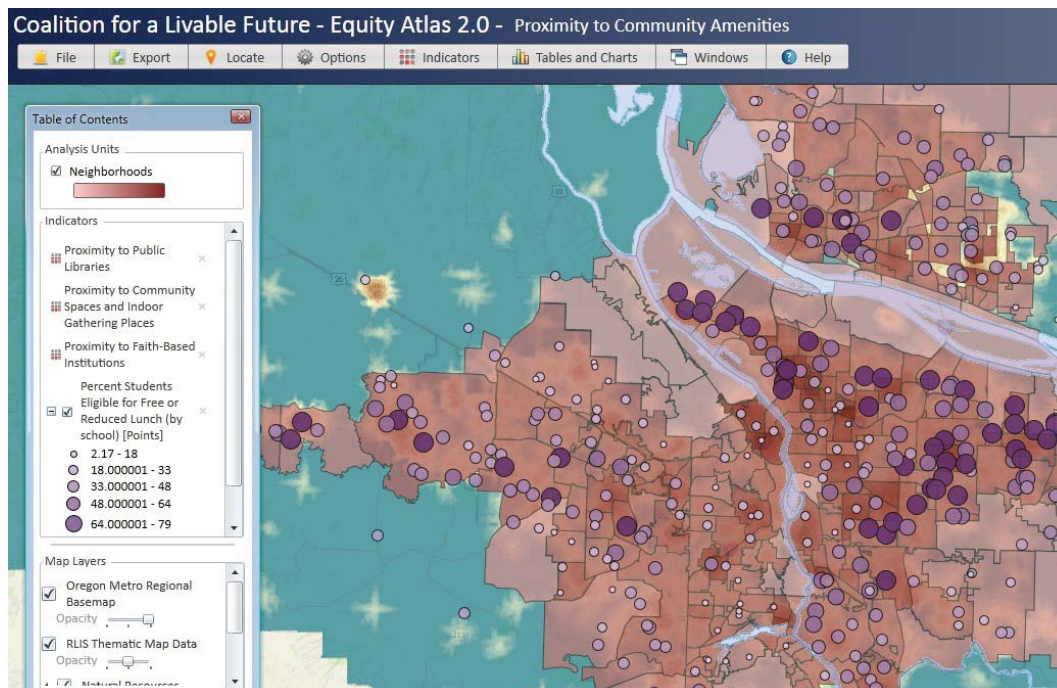 Coalition for a Livable Future - Equity Atlas 2.0 - Proximity to Community Amenities
File Export Locate Options Indicators Tables and Charts Windows Help
Table of Contents
Analysis Units
Neighborhoods
Indicators
Proximity to Public
Libraries
Proximity to Community
Spaces and Indoor
Gathering Places
Proximity to Faith-Based
Institutions
Percent Students
Eligible for Free or
Reduced Lunch (by
school) [Points]
2.17 - 18
18.000001 - 33
33.000001 - 48
48.000001 - 64
64.000001 - 79
Map Layers
Oregon Metro Regional
Basemap
Opacity
RLIS Thematic Map Data
Opacity
Natural Resources
26